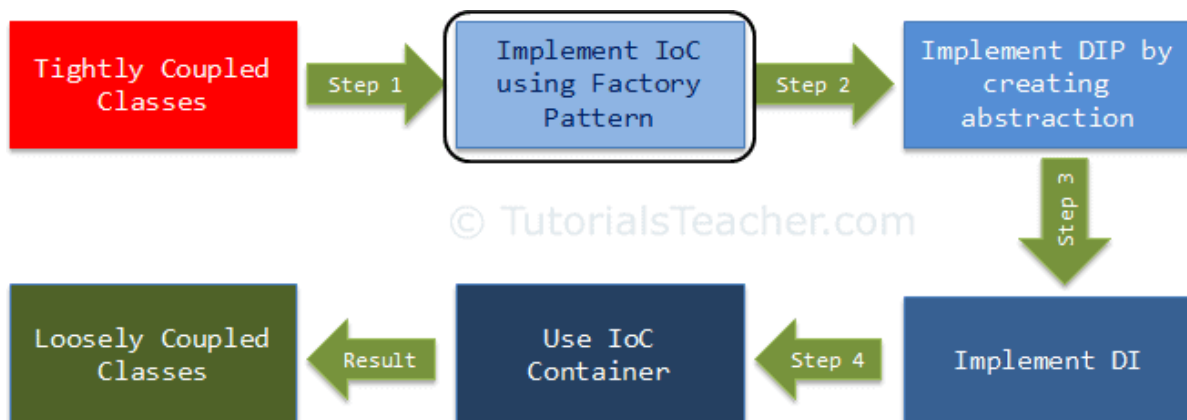 Tightly Coupled
Classes
Step 1
Implement IoC
using Factory
Pattern
Step 2
Implement DIP by
creating
abstraction
Step 3
© TutorialsTeacher.com
Implement DI
Step 4
Use IoC
Container
Result
Loosely Coupled
Classes